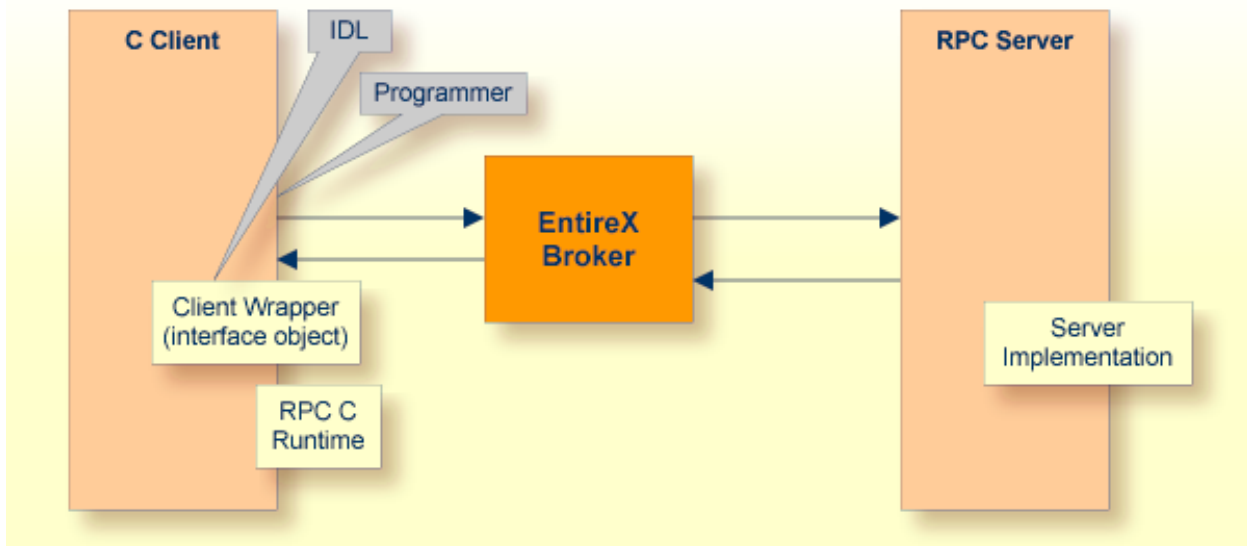 C Client
IDL
RPC Server
Programmer
EntireX
Broker
Client Wrapper
(interface object)
Server
Implementation
RPC C
Runtime